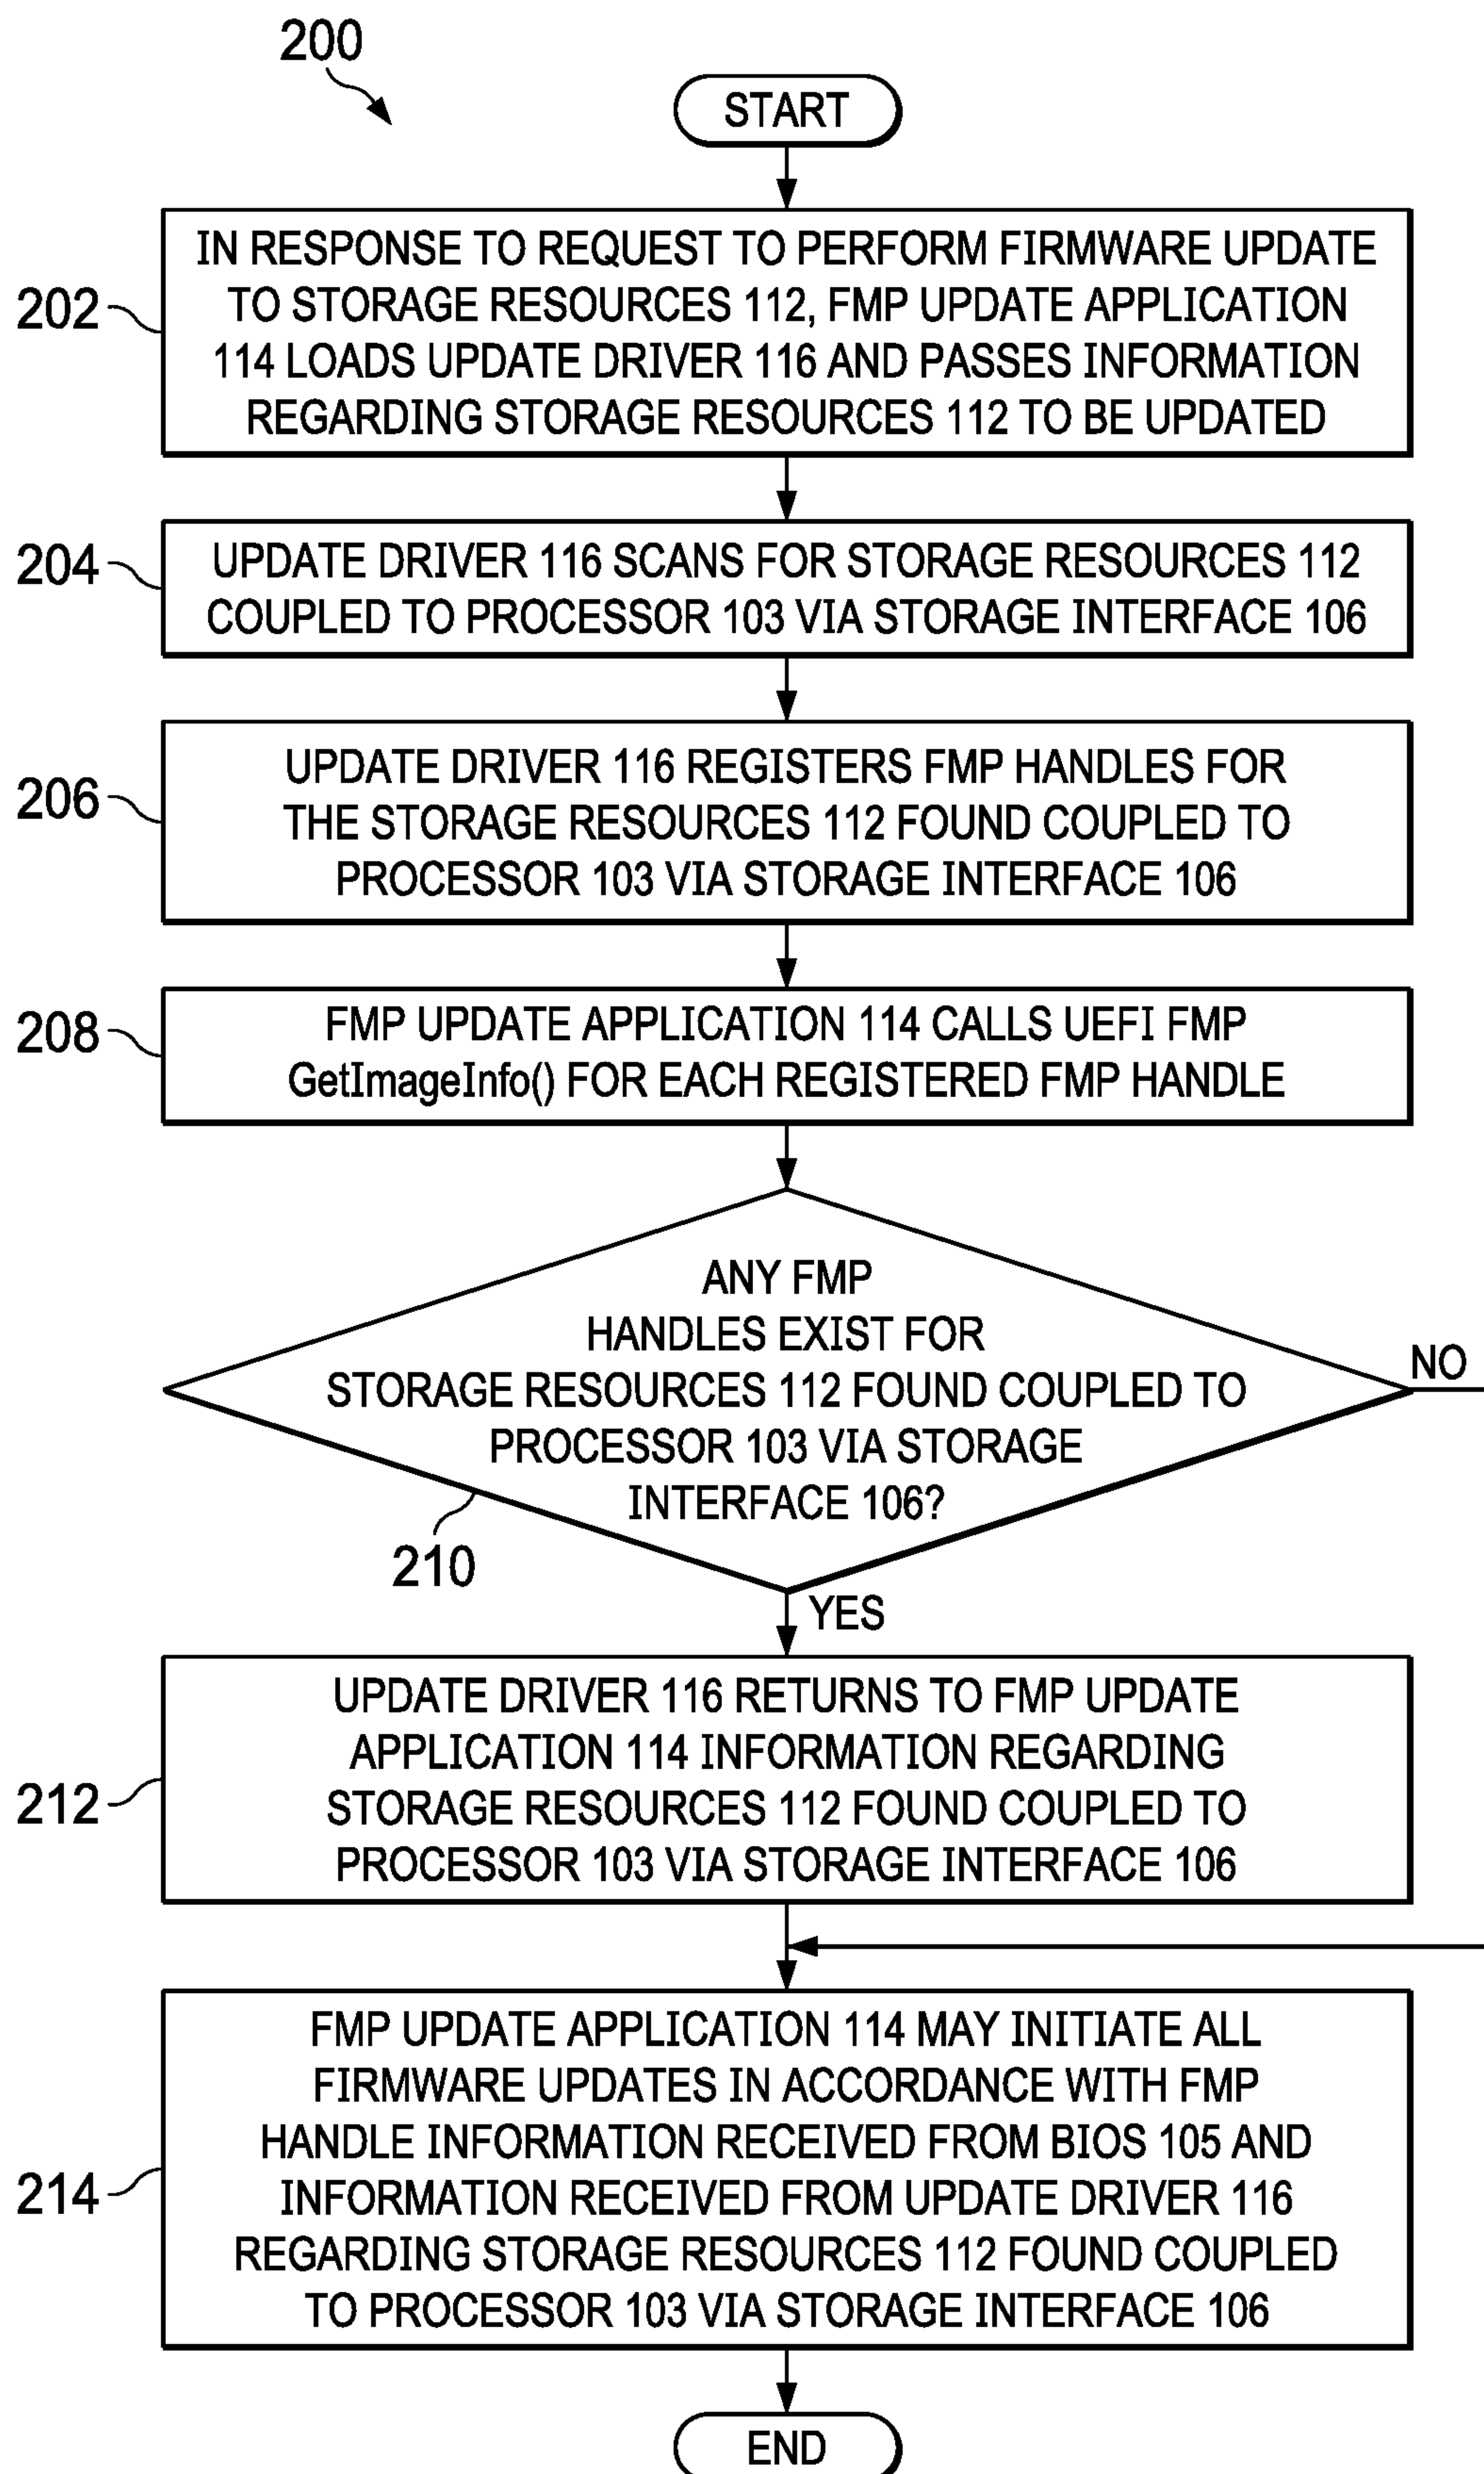 200
START
202
IN RESPONSE TO REQUEST TO PERFORM FIRMWARE UPDATE
TO STORAGE RESOURCES 112, FMP UPDATE APPLICATION
114 LOADS UPDATE DRIVER 116 AND PASSES INFORMATION
REGARDING STORAGE RESOURCES 112 TO BE UPDATED
204
UPDATE DRIVER 116 SCANS FOR STORAGE RESOURCES 112
COUPLED TO PROCESSOR 103 VIA STORAGE INTERFACE 106
206
UPDATE DRIVER 116 REGISTERS FMP HANDLES FOR
THE STORAGE RESOURCES 112 FOUND COUPLED TO
PROCESSOR 103 VIA STORAGE INTERFACE 106
208
FMP UPDATE APPLICATION 114 CALLS UEFI FMP
GetImageInfo() FOR EACH REGISTERED FMP HANDLE
ANY FMP
HANDLES EXIST FOR
STORAGE RESOURCES 112 FOUND COUPLED TO
PROCESSOR 103 VIA STORAGE
INTERFACE 106?
NO
210
YES
212
UPDATE DRIVER 116 RETURNS TO FMP UPDATE
APPLICATION 114 INFORMATION REGARDING
STORAGE RESOURCES 112 FOUND COUPLED TO
PROCESSOR 103 VIA STORAGE INTERFACE 106
214
FMP UPDATE APPLICATION 114 MAY INITIATE ALL
FIRMWARE UPDATES IN ACCORDANCE WITH FMP
HANDLE INFORMATION RECEIVED FROM BIOS 105 AND
INFORMATION RECEIVED FROM UPDATE DRIVER 116
REGARDING STORAGE RESOURCES 112 FOUND COUPLED
TO PROCESSOR 103 VIA STORAGE INTERFACE 106
END